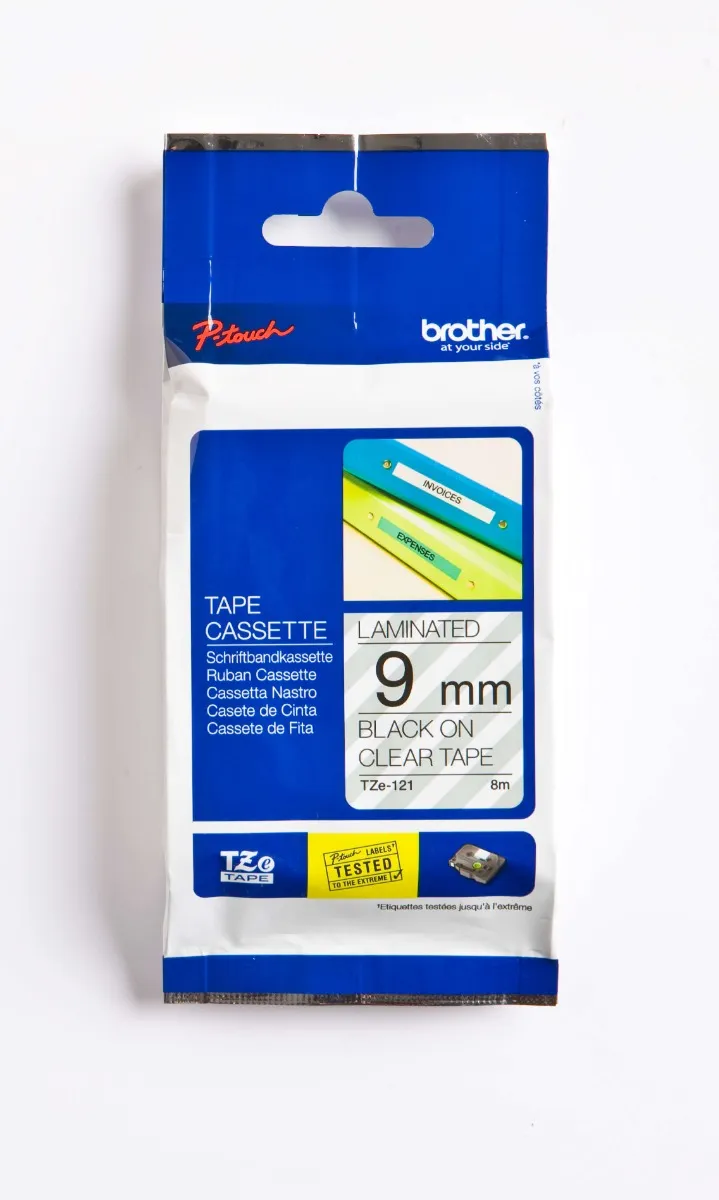 P-touch
brother
at your side
*à vos côtés
INVOICES
EXPENSES
TAPE
CASSETTE
Schriftbandkassette
Ruban Cassette
Cassetta Nastro
Casete de Cinta
Cassete de Fita
LAMINATED
9 mm
BLACK ON
CLEAR TAPE
TZe-121 8m
TZe
TAPE
P-touch LABELS†
TESTED
TO THE EXTREME
†Etiquettes testées jusqu'à l'extrême